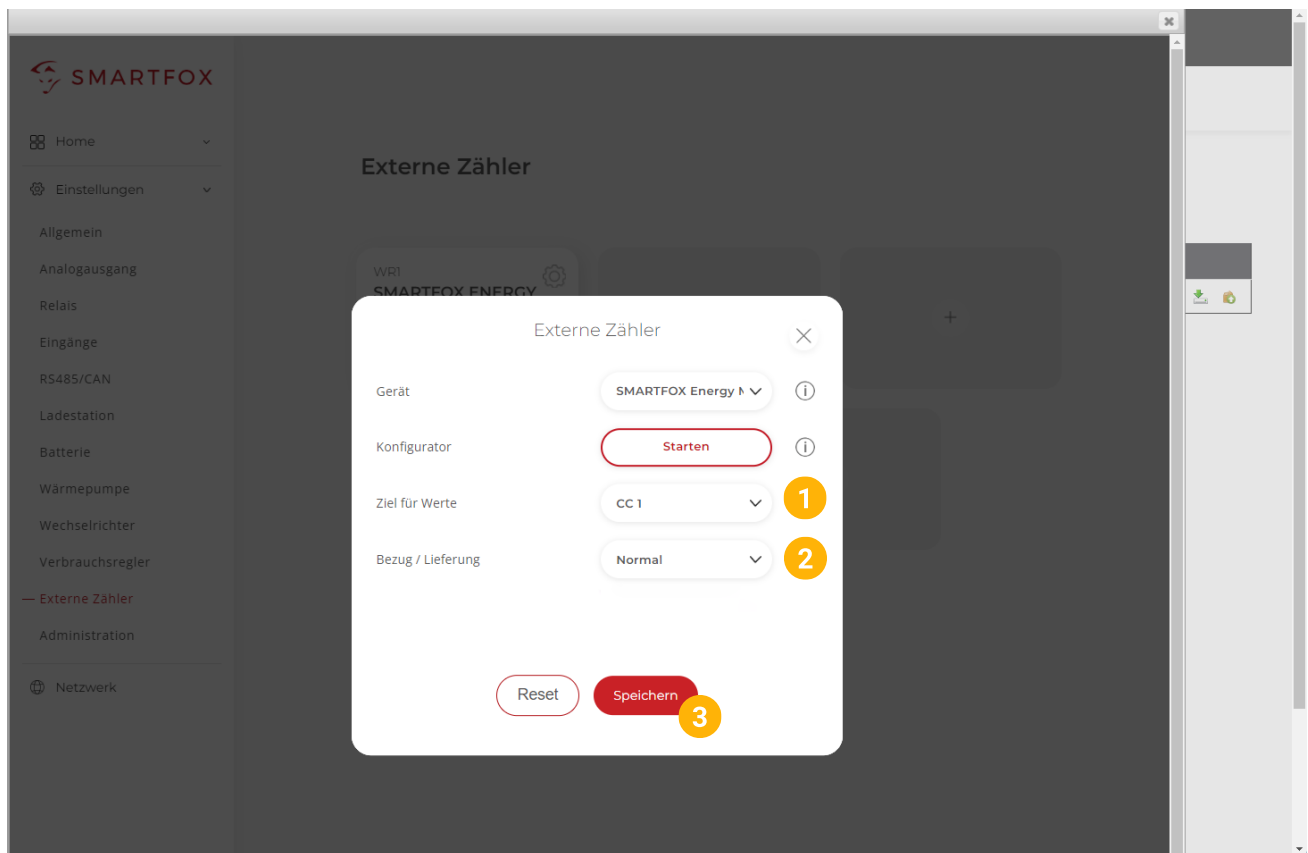 SMARTFOX
Home
Einstellungen
Allgemein
Analogausgang
Relais
Eingänge
RS485/CAN
Ladestation
Batterie
Wärmepumpe
Wechselrichter
Verbrauchsregler
Externe Zähler
Administration
Netzwerk
Externe Zähler
WR1
SMARTFOX ENERGY
+
Externe Zähler
Gerät
SMARTFOX Energy
Konfigurator
Starten
Ziel für Werte
CC 1
1
Bezug / Lieferung
Normal
2
Reset
Speichern
3